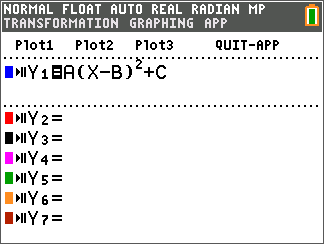 NORMAL FLOAT AUTO REAL RADIAN MP
TRANSFORMATION GRAPHING APP
Plot1 Plot2 Plot3 QUIT-APP
Y₁=A(X-B)²+C
Y₂=
Y₃=
Y₄=
Y₅=
Y₆=
Y₇=